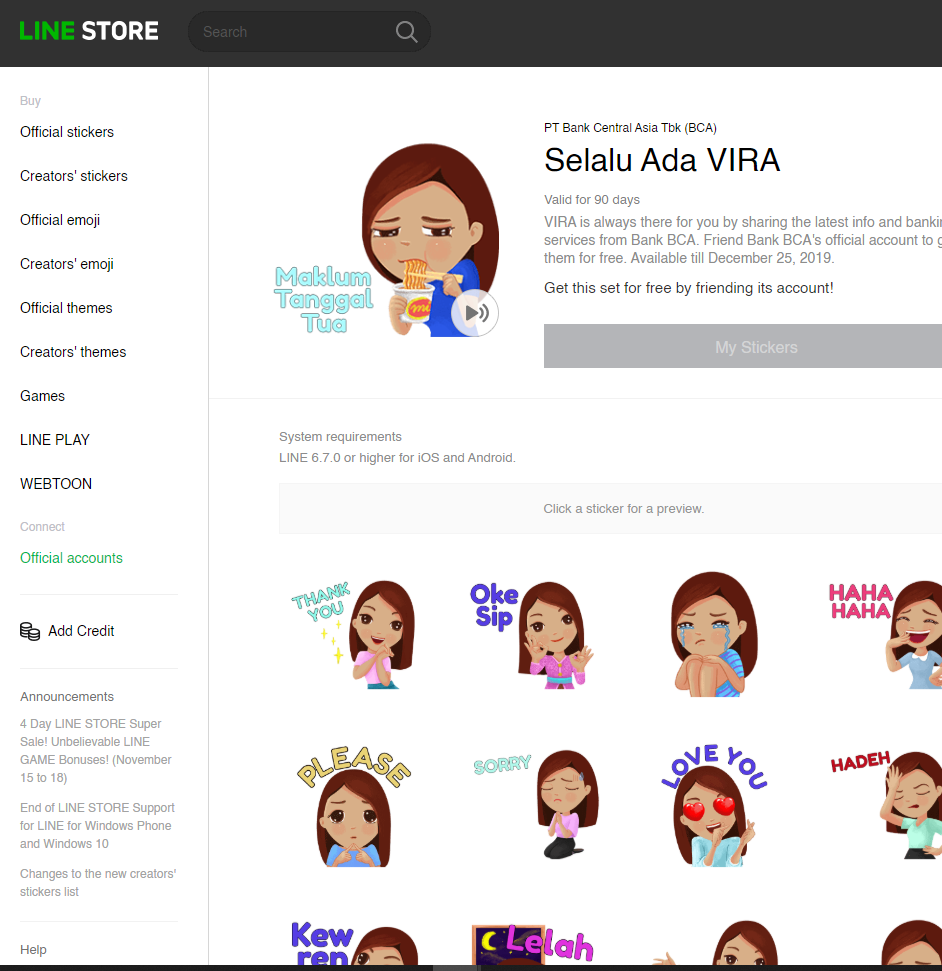 LINE STORE
Search
Buy
Official stickers
Creators' stickers
Official emoji
Creators' emoji
Official themes
Creators' themes
Games
LINE PLAY
WEBTOON
Connect
Official accounts
Add Credit
Announcements
4 Day LINE STORE Super
Sale! Unbelievable LINE
GAME Bonuses! (November
15 to 18)
End of LINE STORE Support
for LINE for Windows Phone
and Windows 10
Changes to the new creators'
stickers list
Help
Maklum
Tanggal
Tua
mi
PT Bank Central Asia Tbk (BCA)
Selalu Ada VIRA
Valid for 90 days
VIRA is always there for you by sharing the latest info and
services from Bank BCA. Friend Bank BCA's official account to
them for free. Available till December 25, 2019.
Get this set for free by friending its account!
My Stickers
System requirements
LINE 6.7.0 or higher for iOS and Android.
Click a sticker for a preview.
THANK
YOU
Oke
Sip
HAHA
HAHA
PLEASE
SORRY
LOVE YOU
HADEH
Kew
ren
Lelah